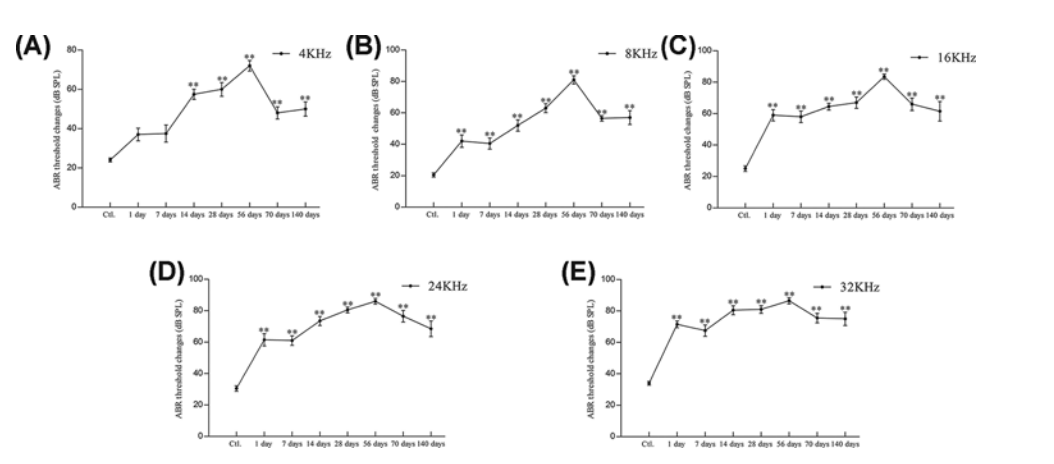 (A)
4KHz
ABR threshold changes (dB SPL)
80
60
40
20
0
Ctl. 1 day 7 days 14 days 28 days 56 days 70 days 140 days
** ** ** ** **
(B)
8KHz
ABR threshold changes (dB SPL)
100
80
60
40
20
0
Ctl. 1 day 7 days 14 days 28 days 56 days 70 days 140 days
** ** ** ** ** ** **
(C)
16KHz
ABR threshold changes (dB SPL)
100
80
60
40
20
0
Ctl. 1 day 7 days 14 days 28 days 56 days 70 days 140 days
** ** ** ** ** ** **
(D)
24KHz
ABR threshold changes (dB SPL)
100
80
60
40
20
0
Ctl. 1 day 7 days 14 days 28 days 56 days 70 days 140 days
** ** ** ** ** ** **
(E)
32KHz
ABR threshold changes (dB SPL)
100
80
60
40
20
0
Ctl. 1 day 7 days 14 days 28 days 56 days 70 days 140 days
** ** ** ** ** ** **